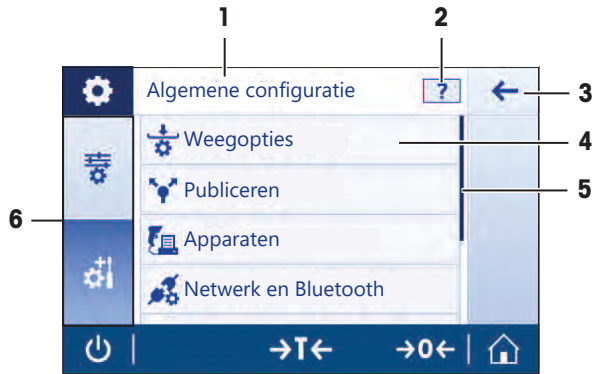 1 2
Algemene configuratie ? 3
Weegopties 4
Publiceren 5
Apparaten
6
Netwerk en Bluetooth
→T← →0←